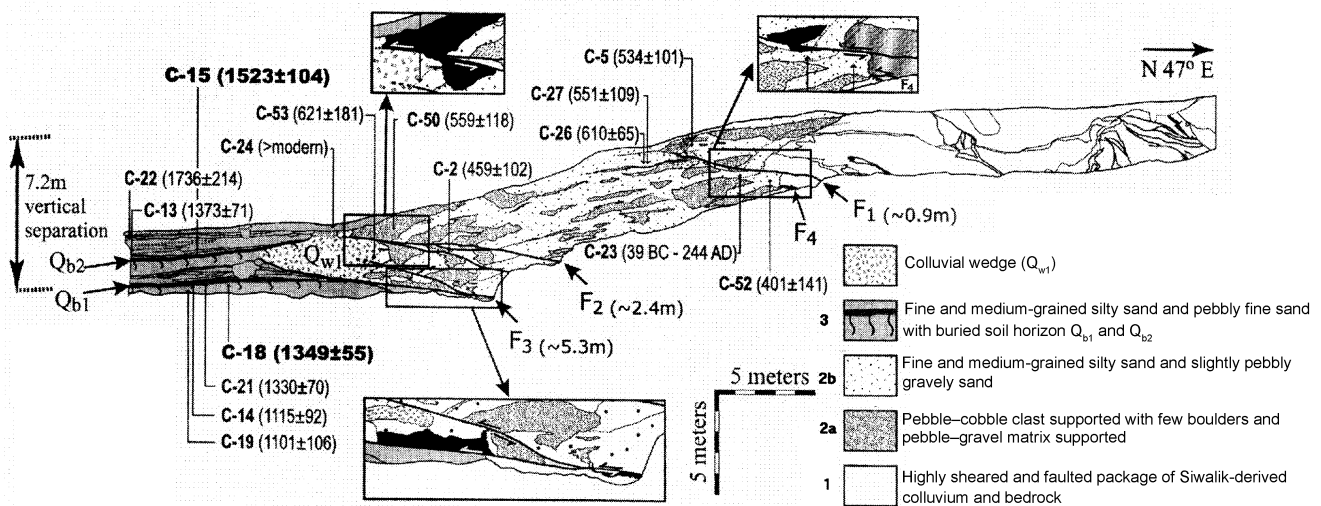 C-15 (1523±104)
C-53 (621±181)
C-50 (559±118)
C-24 (>modern)
C-22 (1736±214)
C-13 (1373±71)
C-2 (459±102)
C-5 (534±101)
C-27 (551±109)
C-26 (610±65)
F4
N 47° E
7.2m
vertical
separation
Qb2
Qb1
Qw1
F1 (~0.9m)
F4
C-23 (39 BC - 244 AD)
C-52 (401±141)
F2 (~2.4m)
F3 (~5.3m)
C-18 (1349±55)
C-21 (1330±70)
C-14 (1115±92)
C-19 (1101±106)
5 meters
5 meters
Colluvial wedge (Qw1)
3 Fine and medium-grained silty sand and pebbly fine sand
with buried soil horizon Qb1 and Qb2
2b Fine and medium-grained silty sand and slightly pebbly
gravely sand
2a Pebble–cobble clast supported with few boulders and
pebble–gravel matrix supported
1 Highly sheared and faulted package of Siwalik-derived
colluvium and bedrock